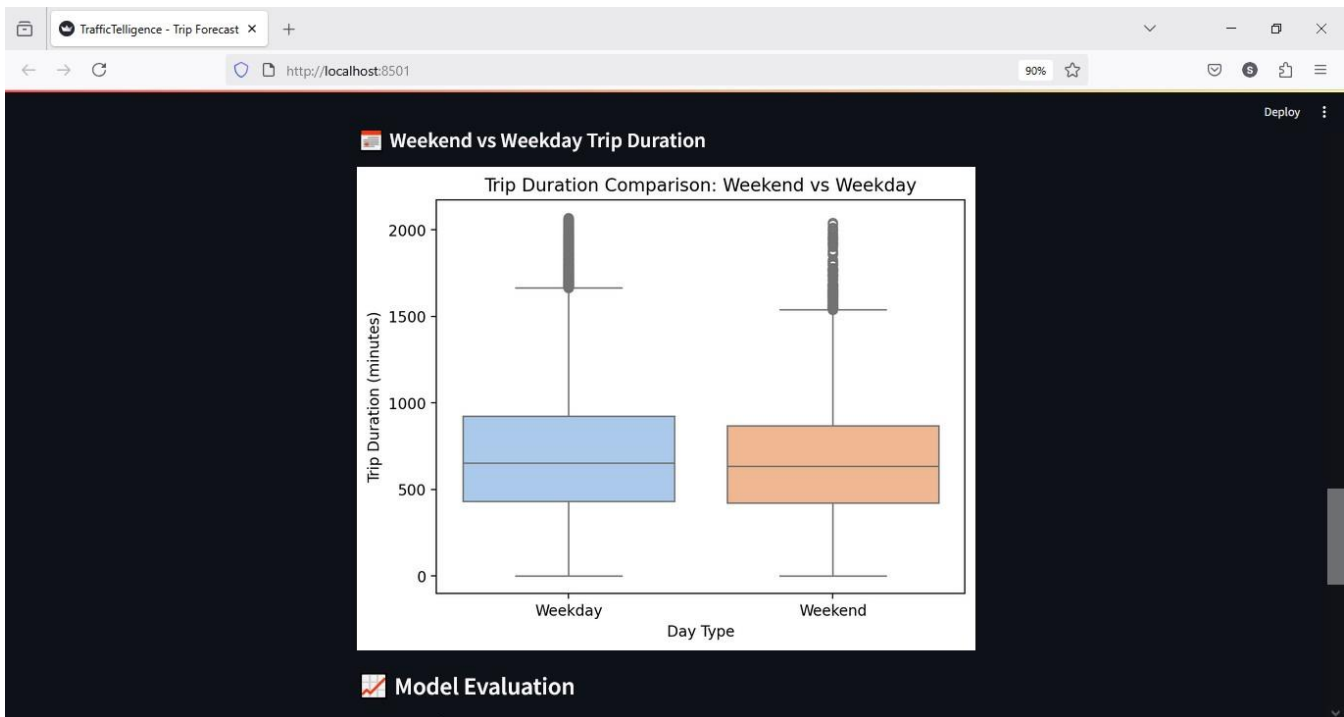 TrafficTelligence - Trip Forecast
http://localhost:8501
90%
S
Deploy
Weekend vs Weekday Trip Duration
Trip Duration Comparison: Weekend vs Weekday
2000
1500
1000
500
0
Trip Duration (minutes)
Weekday Weekend
Day Type
Model Evaluation